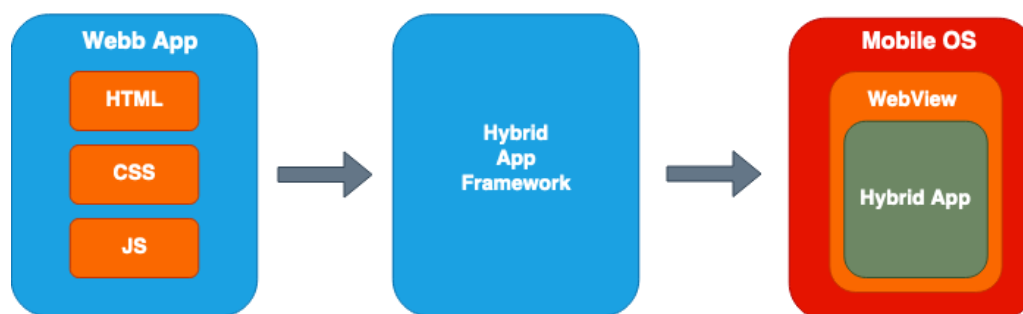 Webb App
HTML
CSS
JS
Hybrid
App
Framework
Mobile OS
WebView
Hybrid App